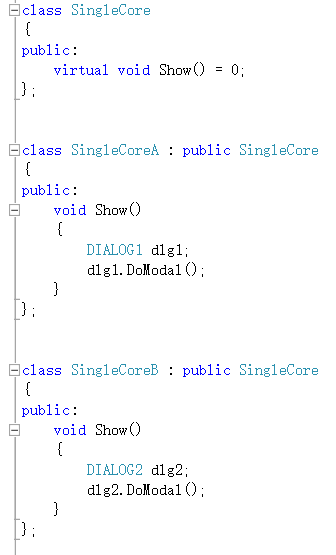 class SingleCore
{
public:
    virtual void Show() = 0;
};
class SingleCoreA : public SingleCore
{
public:
    void Show()
    {
        DIALOG1 dlg1;
        dlg1.DoModal();
    }
};
class SingleCoreB : public SingleCore
{
public:
    void Show()
    {
        DIALOG2 dlg2;
        dlg2.DoModal();
    }
};